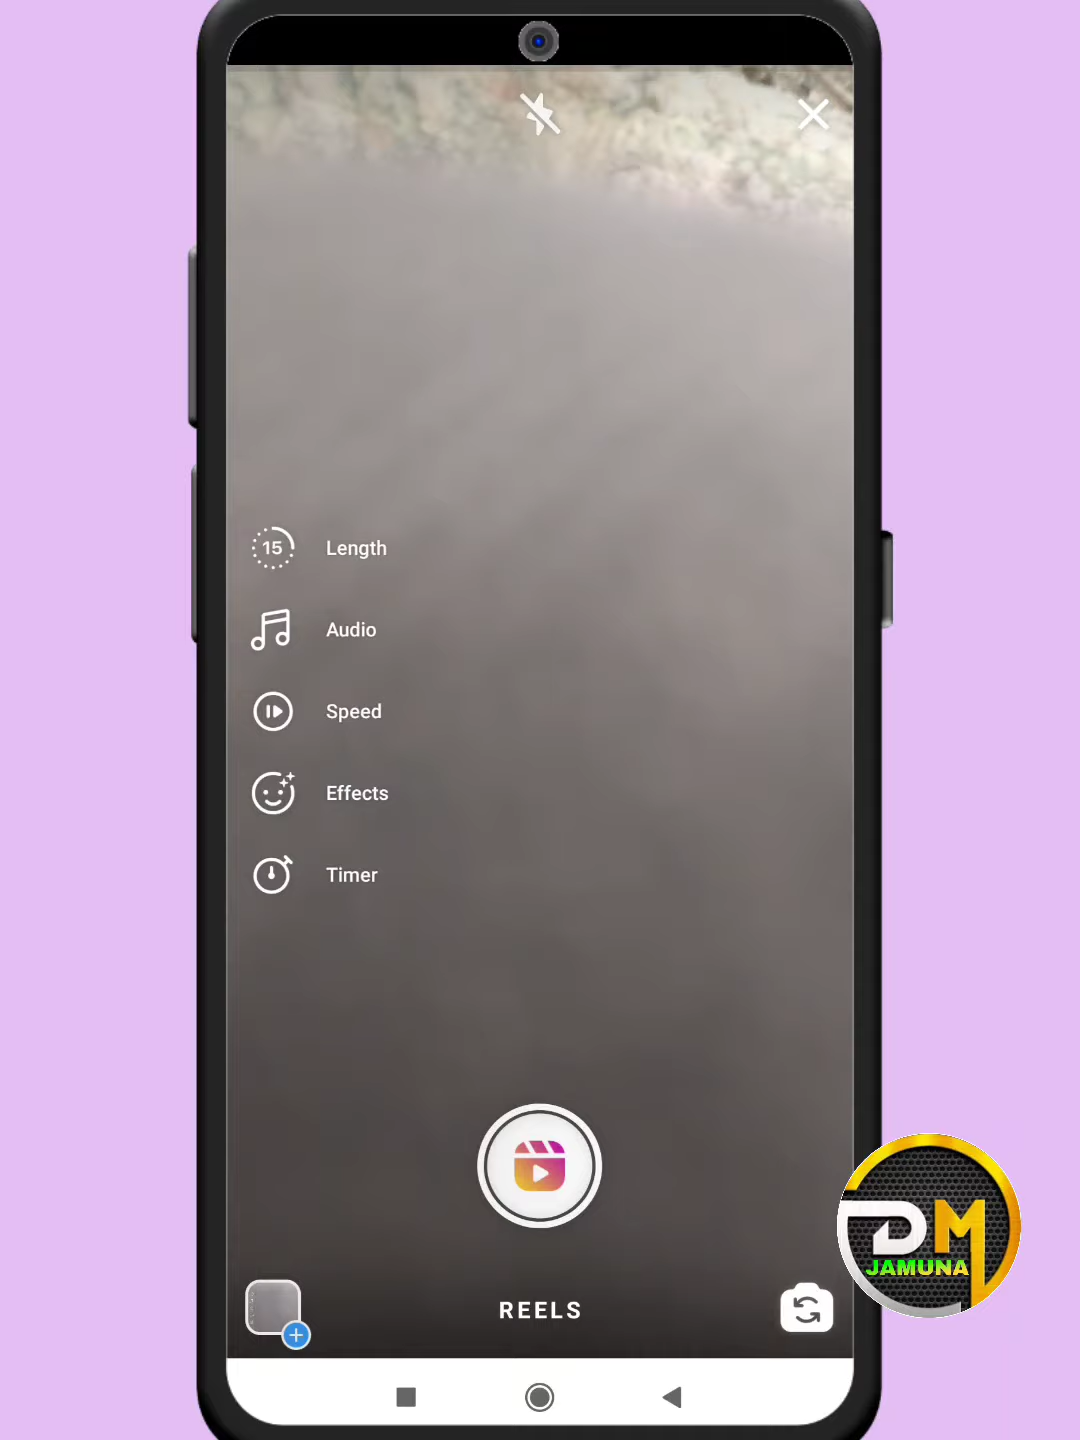 15 Length
Audio
Speed
Effects
Timer
REELS
DM
JAMUNA